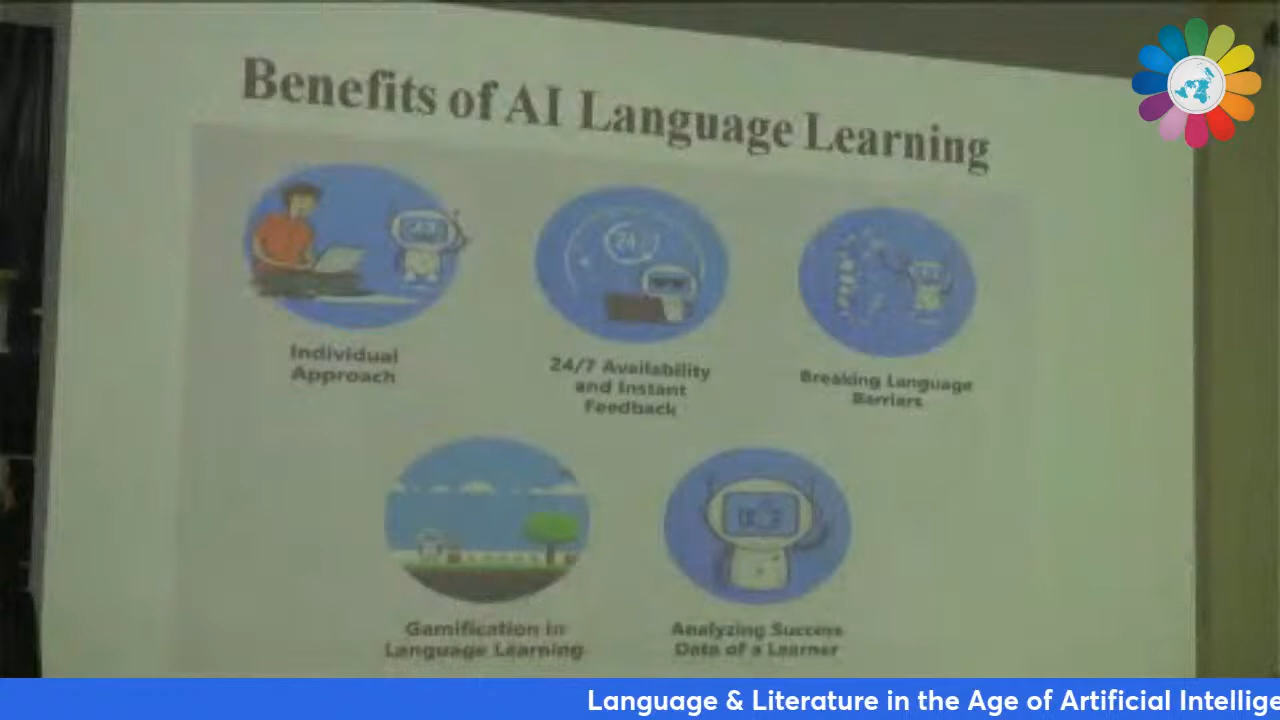 Benefits of AI Language Learning
Individual
Approach
24/7 Availability
and Instant
Feedback
Breaking Language
Barriars
Gamification in
Language Learning
Analyzing Success
Data of a Learner
Language & Literature in the Age of Artificial Intellige